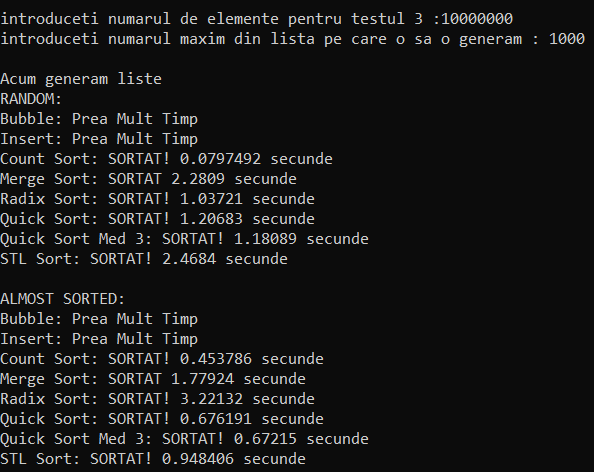 introduceti numarul de elemente pentru testul 3 :10000000
introduceti numarul maxim din lista pe care o sa o generam : 1000
Acum generam liste
RANDOM:
Bubble: Prea Mult Timp
Insert: Prea Mult Timp
Count Sort: SORTAT! 0.0797492 secunde
Merge Sort: SORTAT 2.2809 secunde
Radix Sort: SORTAT! 1.03721 secunde
Quick Sort: SORTAT! 1.20683 secunde
Quick Sort Med 3: SORTAT! 1.18089 secunde
STL Sort: SORTAT! 2.4684 secunde
ALMOST SORTED:
Bubble: Prea Mult Timp
Insert: Prea Mult Timp
Count Sort: SORTAT! 0.453786 secunde
Merge Sort: SORTAT 1.77924 secunde
Radix Sort: SORTAT! 3.22132 secunde
Quick Sort: SORTAT! 0.676191 secunde
Quick Sort Med 3: SORTAT! 0.67215 secunde
STL Sort: SORTAT! 0.948406 secunde